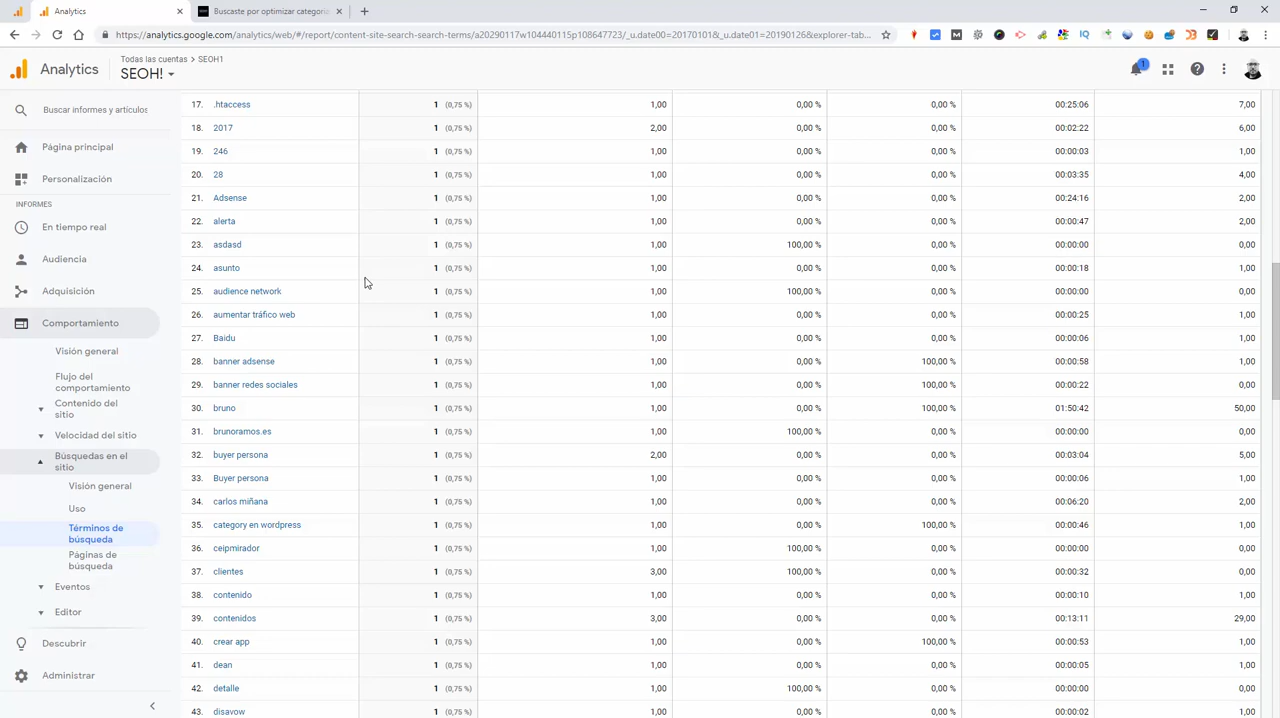 Analytics
Buscaste por optimizar categoría
https://analytics.google.com/analytics/web/#/report/content-site-search-search-terms/a20290117w104440115p108647723/_u.date00=20170101&_u.date01=20190126&explorer-tab...
Analytics
Todas las cuentas > SEOH1
SEOH!
1
Buscar informes y artículos
Página principal
Personalización
INFORMES
En tiempo real
Audiencia
Adquisición
Comportamiento
Visión general
Flujo del
comportamiento
Contenido del
sitio
Velocidad del sitio
Búsquedas en el
sitio
Visión general
Uso
Términos de
búsqueda
Páginas de
búsqueda
Eventos
Editor
Descubrir
Administrar
17. .htaccess 1 (0,75 %) 1,00 0,00 % 0,00 % 00:25:06 7,00
18. 2017 1 (0,75 %) 2,00 0,00 % 0,00 % 00:02:22 6,00
19. 246 1 (0,75 %) 1,00 0,00 % 0,00 % 00:00:03 1,00
20. 28 1 (0,75 %) 1,00 0,00 % 0,00 % 00:03:35 4,00
21. Adsense 1 (0,75 %) 1,00 0,00 % 0,00 % 00:24:16 2,00
22. alerta 1 (0,75 %) 1,00 0,00 % 0,00 % 00:00:47 2,00
23. asdasd 1 (0,75 %) 1,00 100,00 % 0,00 % 00:00:00 0,00
24. asunto 1 (0,75 %) 1,00 0,00 % 0,00 % 00:00:18 1,00
25. audience network 1 (0,75 %) 1,00 100,00 % 0,00 % 00:00:00 0,00
26. aumentar tráfico web 1 (0,75 %) 1,00 0,00 % 0,00 % 00:00:25 1,00
27. Baidu 1 (0,75 %) 1,00 0,00 % 0,00 % 00:00:06 1,00
28. banner adsense 1 (0,75 %) 1,00 0,00 % 100,00 % 00:00:58 1,00
29. banner redes sociales 1 (0,75 %) 1,00 0,00 % 100,00 % 00:00:22 0,00
30. bruno 1 (0,75 %) 1,00 0,00 % 100,00 % 01:50:42 50,00
31. brunoramos.es 1 (0,75 %) 1,00 100,00 % 0,00 % 00:00:00 0,00
32. buyer persona 1 (0,75 %) 2,00 0,00 % 0,00 % 00:03:04 5,00
33. Buyer persona 1 (0,75 %) 1,00 0,00 % 0,00 % 00:00:06 1,00
34. carlos miñana 1 (0,75 %) 1,00 0,00 % 0,00 % 00:06:20 2,00
35. category en wordpress 1 (0,75 %) 1,00 0,00 % 100,00 % 00:00:46 1,00
36. ceipmirador 1 (0,75 %) 1,00 100,00 % 0,00 % 00:00:00 0,00
37. clientes 1 (0,75 %) 3,00 100,00 % 0,00 % 00:00:32 0,00
38. contenido 1 (0,75 %) 1,00 0,00 % 0,00 % 00:00:10 1,00
39. contenidos 1 (0,75 %) 3,00 0,00 % 0,00 % 00:13:11 29,00
40. crear app 1 (0,75 %) 1,00 0,00 % 100,00 % 00:00:53 1,00
41. dean 1 (0,75 %) 1,00 0,00 % 0,00 % 00:00:05 1,00
42. detalle 1 (0,75 %) 1,00 100,00 % 0,00 % 00:00:00 0,00
43. disavow 1 (0,75 %) 1,00 0,00 % 0,00 % 00:00:02 1,00